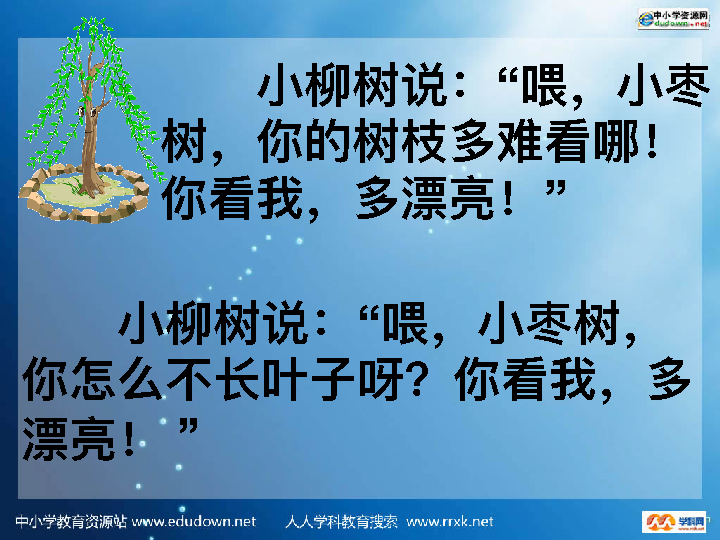 中小学资源网
edudown.net
小柳树说：“喂，小枣
树，你的树枝多难看哪！
你看我，多漂亮！”
小柳树说：“喂，小枣树，
你怎么不长叶子呀？你看我，多
漂亮！ ”
中小学教育资源站 www.edudown.net 人人学科教育搜索 www.rrxk.net
学科网